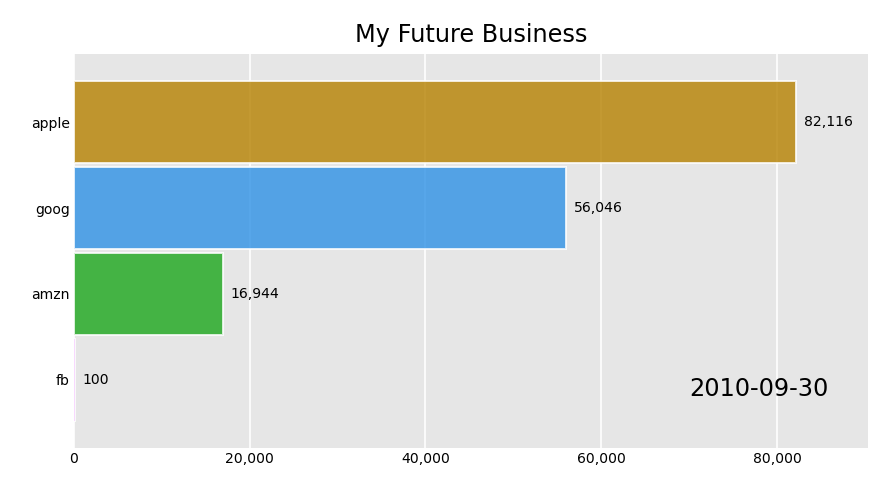 My Future Business
apple 82,116
goog 56,046
amzn 16,944
fb 100
2010-09-30
0 20,000 40,000 60,000 80,000